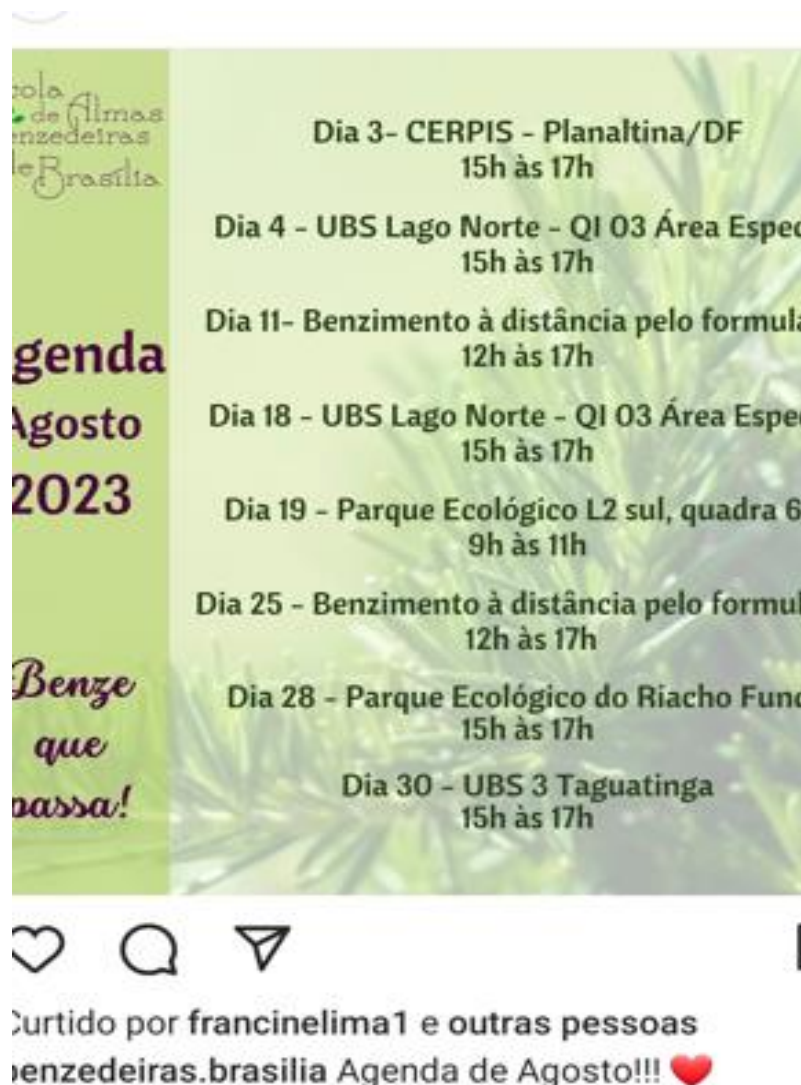 cola
de Almas
enzedeiras
de Brasília
genda
Agosto
2023
Benze
que
passa!
Dia 3- CERPIS - Planaltina/DF
15h às 17h
Dia 4 - UBS Lago Norte - QI 03 Área Espec
15h às 17h
Dia 11- Benzimento à distância pelo formula
12h às 17h
Dia 18 - UBS Lago Norte - QI 03 Área Espec
15h às 17h
Dia 19 - Parque Ecológico L2 sul, quadra 6
9h às 11h
Dia 25 - Benzimento à distância pelo formul
12h às 17h
Dia 28 - Parque Ecológico do Riacho Fund
15h às 17h
Dia 30 - UBS 3 Taguatinga
15h às 17h
Curtido por francinelima1 e outras pessoas
benzedeiras.brasilia Agenda de Agosto!!! ❤️